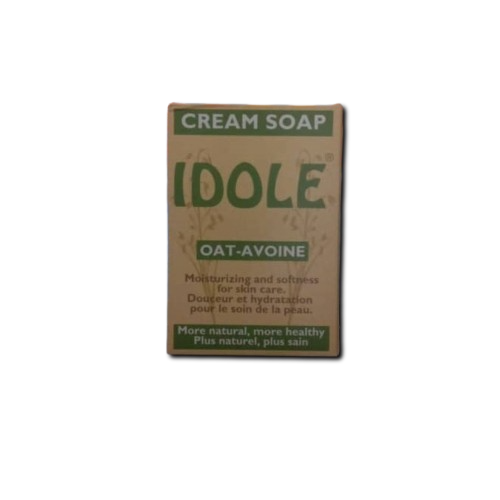 CREAM SOAP
IDOLE®
OAT-AVOINE
Moisturizing and softness
for skin care.
Douceur et hydratation
pour le soin de la peau.
More natural, more healthy
Plus naturel, plus sain